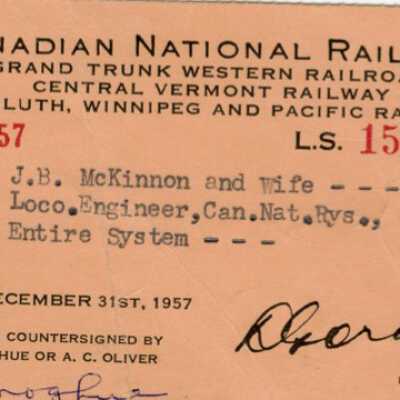 NADIAN NATIONAL RAIL
GRAND TRUNK WESTERN RAILRO
CENTRAL VERMONT RAILWAY
LUTH, WINNIPEG AND PACIFIC RA
57 L.S. 15
J.B. McKinnon and Wife - - -
Loco.Engineer,Can.Nat.Rys.,
Entire System - - -
ECEMBER 31ST, 1957
COUNTERSIGNED BY
HUE OR A. C. OLIVER